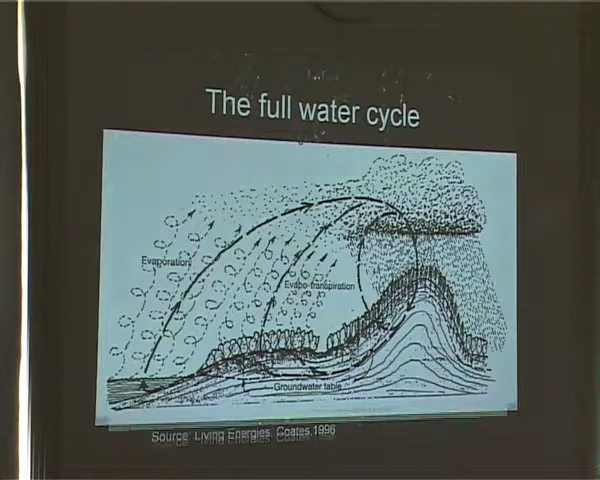 The full water cycle
Evaporation
Evapo-transpiration
Groundwater table
Source: Living Energies, Coates,1996